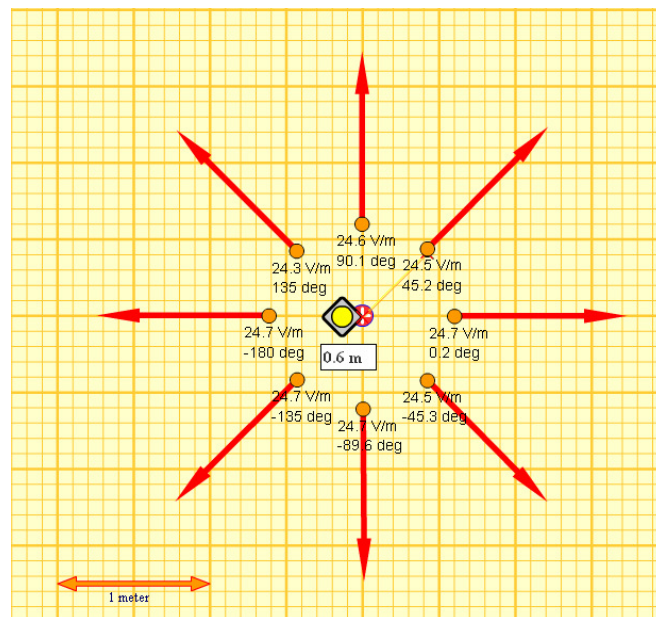 24.6 V/m
90.1 deg
24.3 V/m
135 deg
24.5 V/m
45.2 deg
24.7 V/m
-180 deg
24.7 V/m
0.2 deg
0.6 m
24.7 V/m
-135 deg
24.7 V/m
-89.6 deg
24.5 V/m
-45.3 deg
1 meter